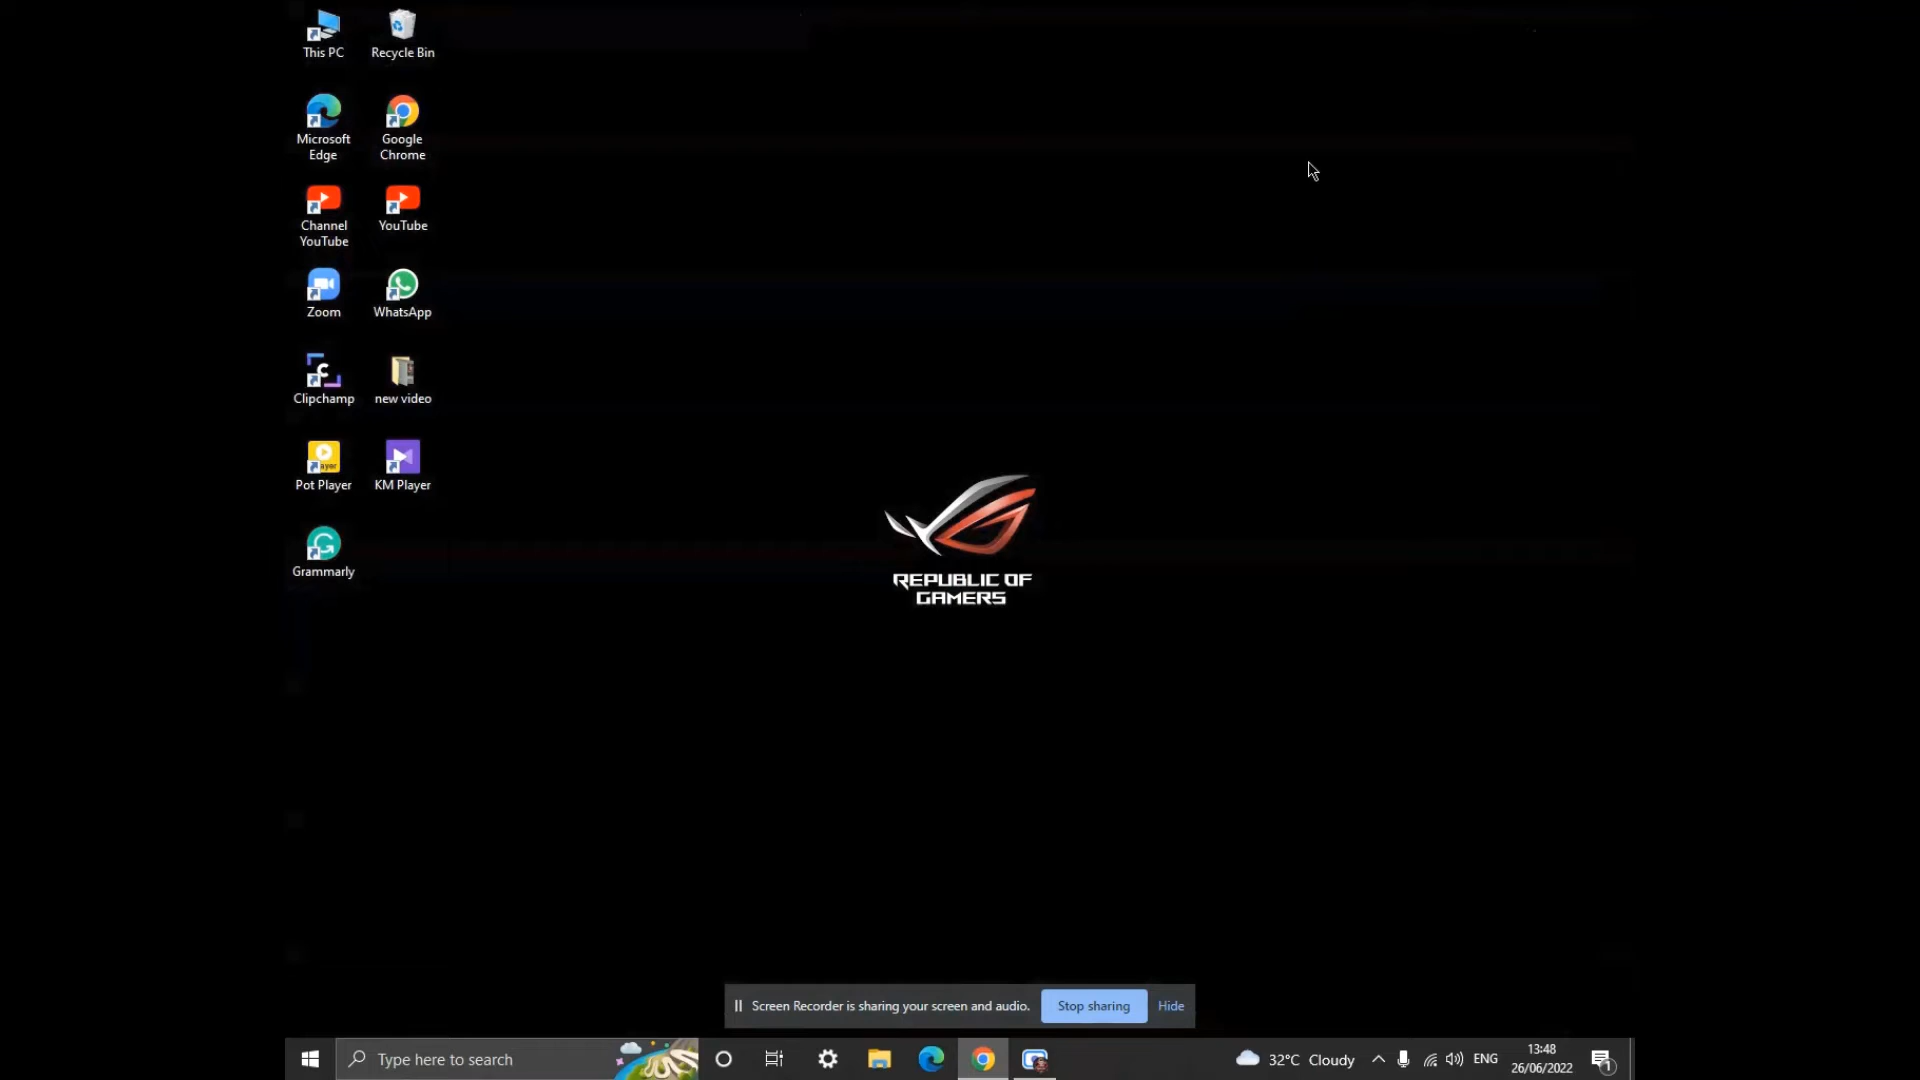 This PC
Recycle Bin
Microsoft
Edge
Google
Chrome
Channel
YouTube
YouTube
Zoom
WhatsApp
Clipchamp
new video
Pot Player
KM Player
Grammarly
REPUBLIC OF
GAMERS
Screen Recorder is sharing your screen and audio.
Stop sharing
Hide
Type here to search
32°C Cloudy
ENG
13:48
26/06/2022
1